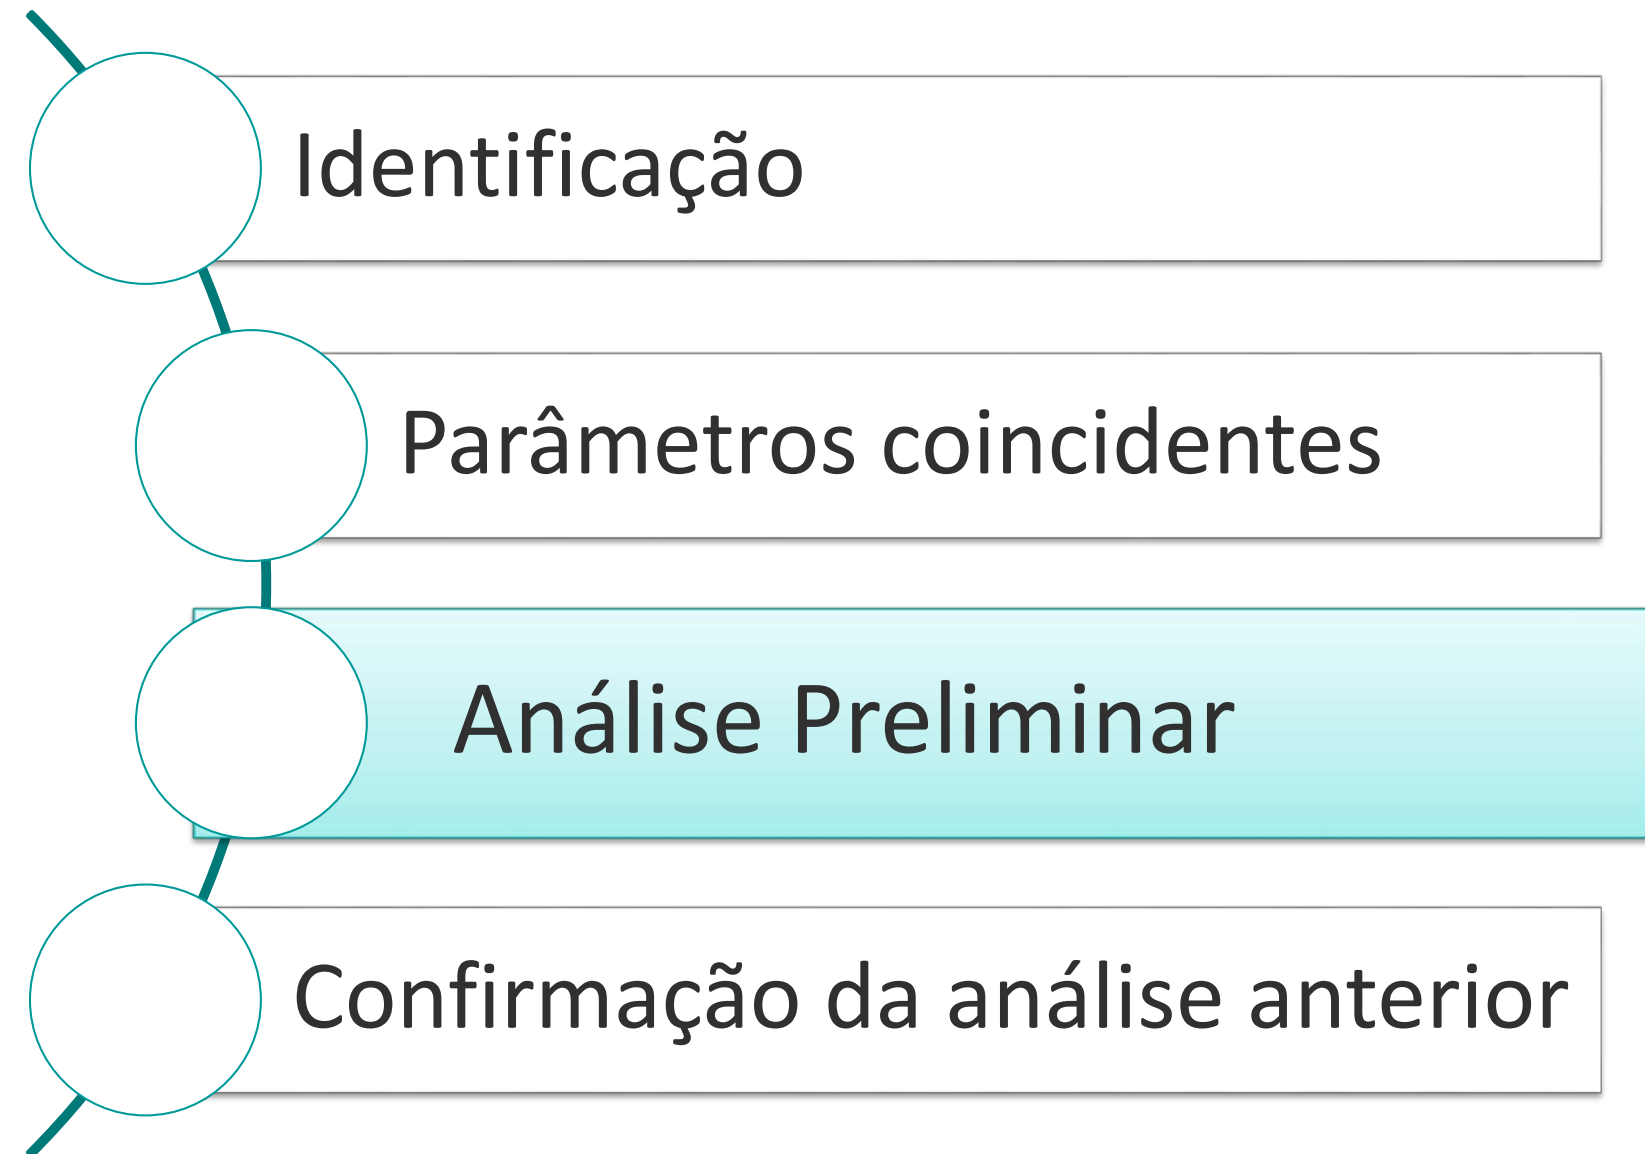 Identificação
Parâmetros coincidentes
Análise Preliminar
Confirmação da análise anterior